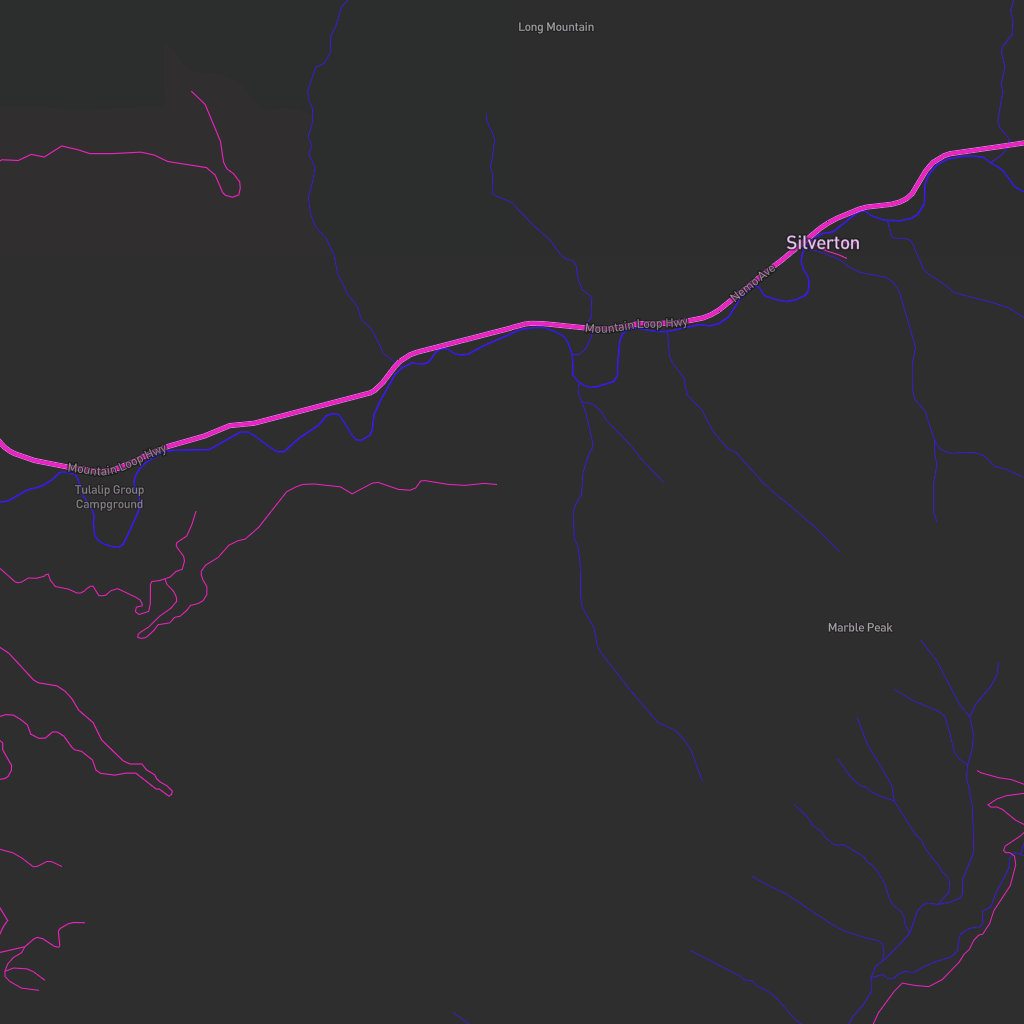 Long Mountain
Silverton
Nemo Ave
Mountain Loop Hwy
Mountain Loop Hwy
Tulalip Group
Campground
Marble Peak